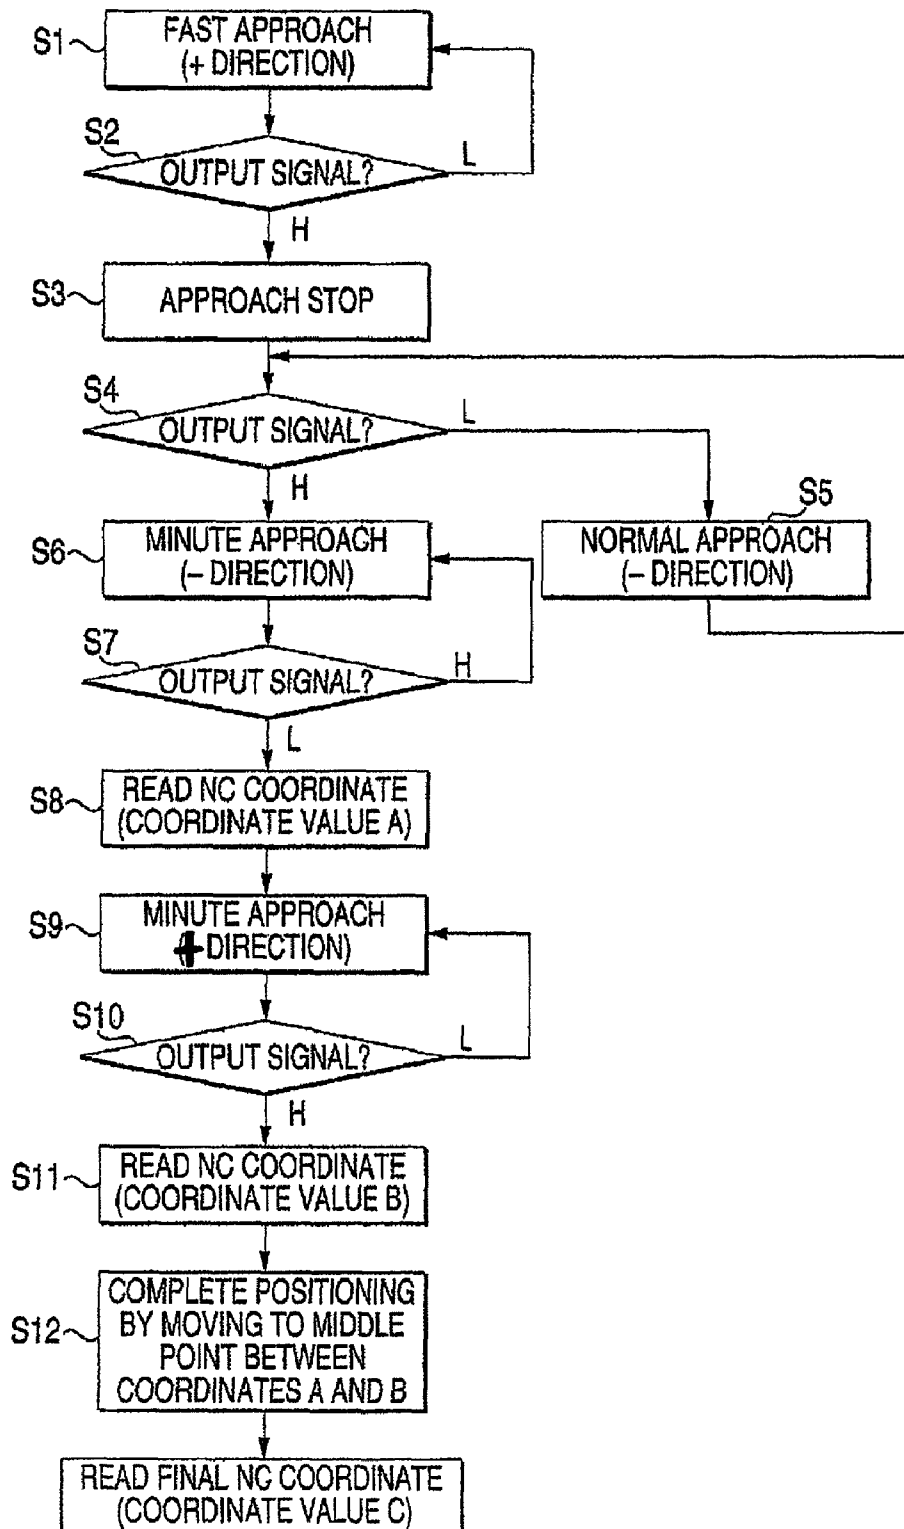 S1
FAST APPROACH
(+ DIRECTION)
S2
OUTPUT SIGNAL?
L
H
S3
APPROACH STOP
S4
OUTPUT SIGNAL?
L
H
S5
NORMAL APPROACH
(– DIRECTION)
S6
MINUTE APPROACH
(– DIRECTION)
S7
OUTPUT SIGNAL?
H
L
S8
READ NC COORDINATE
(COORDINATE VALUE A)
S9
MINUTE APPROACH
(+ DIRECTION)
S10
OUTPUT SIGNAL?
L
H
S11
READ NC COORDINATE
(COORDINATE VALUE B)
S12
COMPLETE POSITIONING
BY MOVING TO MIDDLE
POINT BETWEEN
COORDINATES A AND B
READ FINAL NC COORDINATE
(COORDINATE VALUE C)